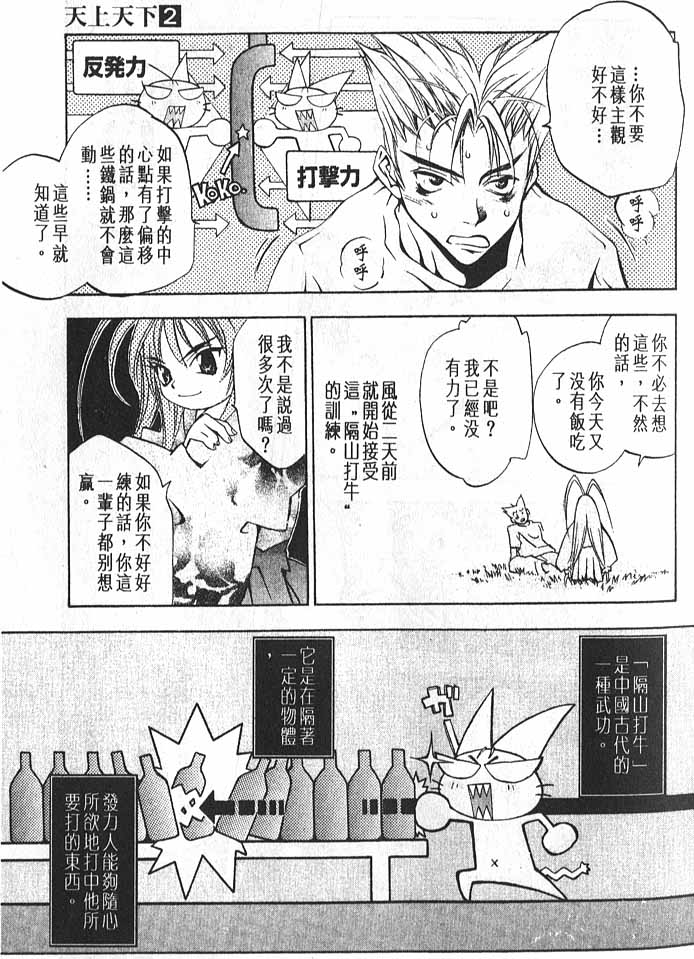 天上天下2
…你不要
這樣主觀
好不好…
呼呼
呼呼
反発力
打擊力
KoKo.
如果打擊的中
心點有了偏移
的話，那麼這
些鐵鍋就不會
動……
這些早就
知道了。
你不必去想
這些，不然
的話，
你今天又
没有飯吃
了。
不是吧？
我已經没
有力了。
風從二天前
就開始接受
這"隔山打牛"
的訓練。
我不是説過
很多次了嗎？
如果你不好好
練的話，你這
一輩子都別想
贏。
「隔山打牛」
是中國古代的
一種武功。
ザ
它是在隔著
一定的物體
，
發力人能夠隨心
所欲地打中他所
要打的東西。